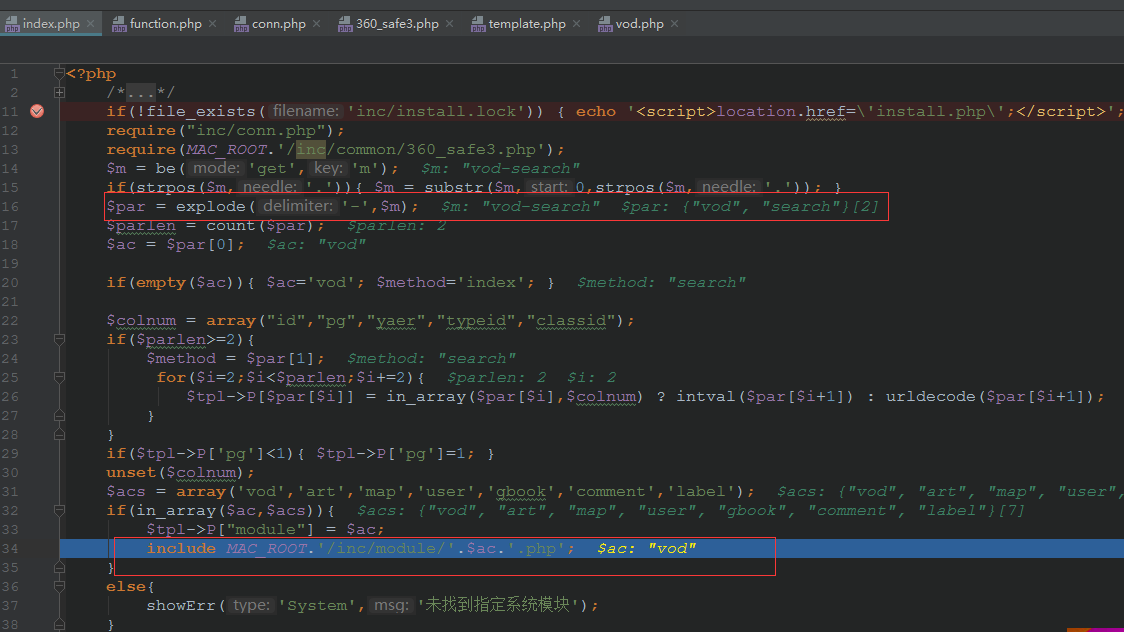 index.php function.php conn.php 360_safe3.php template.php vod.php
1 <?php
2 /*...*/
11 if(!file_exists( filename: 'inc/install.lock')) { echo '<script>location.href=\'install.php\';</script>';
12 require("inc/conn.php");
13 require(MAC_ROOT.'/inc/common/360_safe3.php');
14 $m = be( mode: 'get', key: 'm'); $m: "vod-search"
15 if(strpos($m, needle: '.')){ $m = substr($m, start: 0,strpos($m, needle: '.')); }
16 $par = explode( delimiter: '-',$m); $m: "vod-search" $par: {"vod", "search"}[2]
17 $parlen = count($par); $parlen: 2
18 $ac = $par[0]; $ac: "vod"
19
20 if(empty($ac)){ $ac='vod'; $method='index'; } $method: "search"
21
22 $colnum = array("id","pg","yaer","typeid","classid");
23 if($parlen>=2){
24 $method = $par[1]; $method: "search"
25 for($i=2;$i<$parlen;$i+=2){ $parlen: 2 $i: 2
26 $tpl->P[$par[$i]] = in_array($par[$i],$colnum) ? intval($par[$i+1]) : urldecode($par[$i+1]);
27 }
28 }
29 if($tpl->P['pg']<1){ $tpl->P['pg']=1; }
30 unset($colnum);
31 $acs = array('vod','art','map','user','gbook','comment','label'); $acs: {"vod", "art", "map", "user",
32 if(in_array($ac,$acs)){ $acs: {"vod", "art", "map", "user", "gbook", "comment", "label"}[7]
33 $tpl->P["module"] = $ac;
34 include MAC_ROOT.'/inc/module/'.$ac.'.php'; $ac: "vod"
35 }
36 else{
37 showErr( type: 'System', msg: '未找到指定系统模块');
38 }